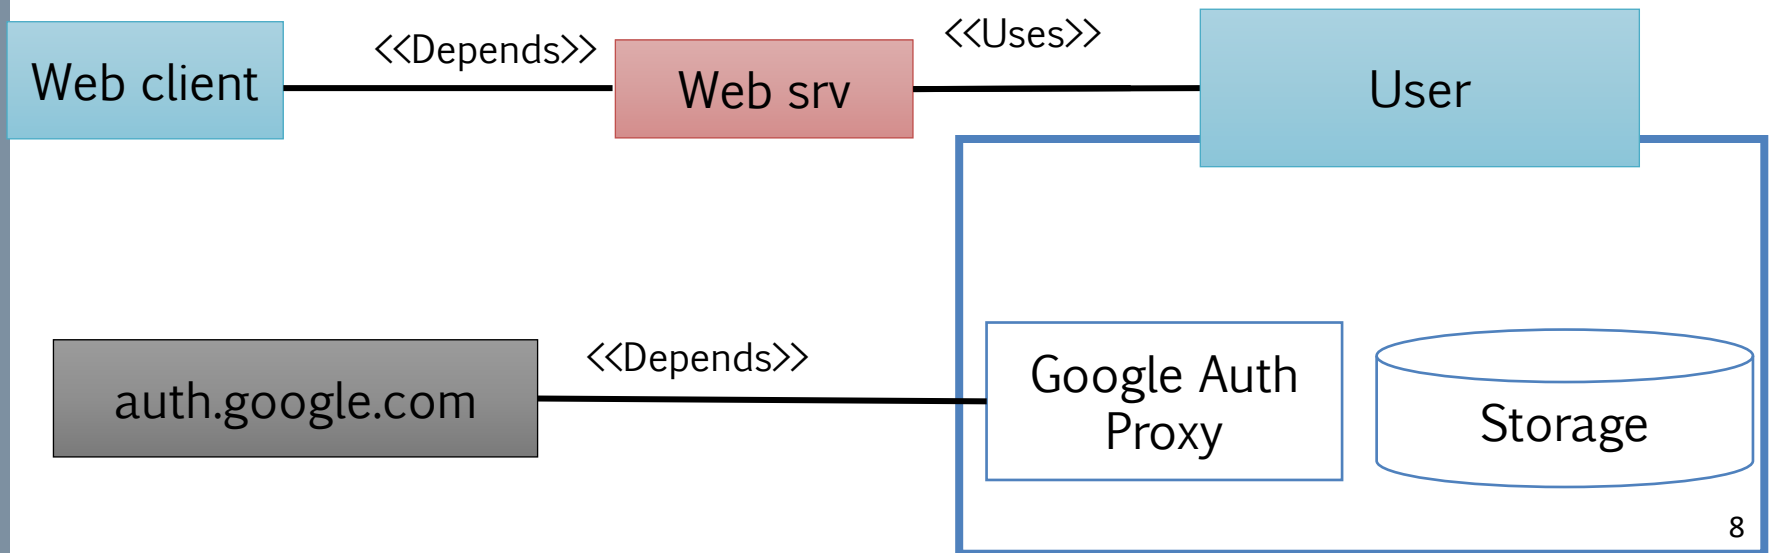 Web client
<<Depends>>
Web srv
<<Uses>>
User
auth.google.com
<<Depends>>
Google Auth
Proxy
Storage
8